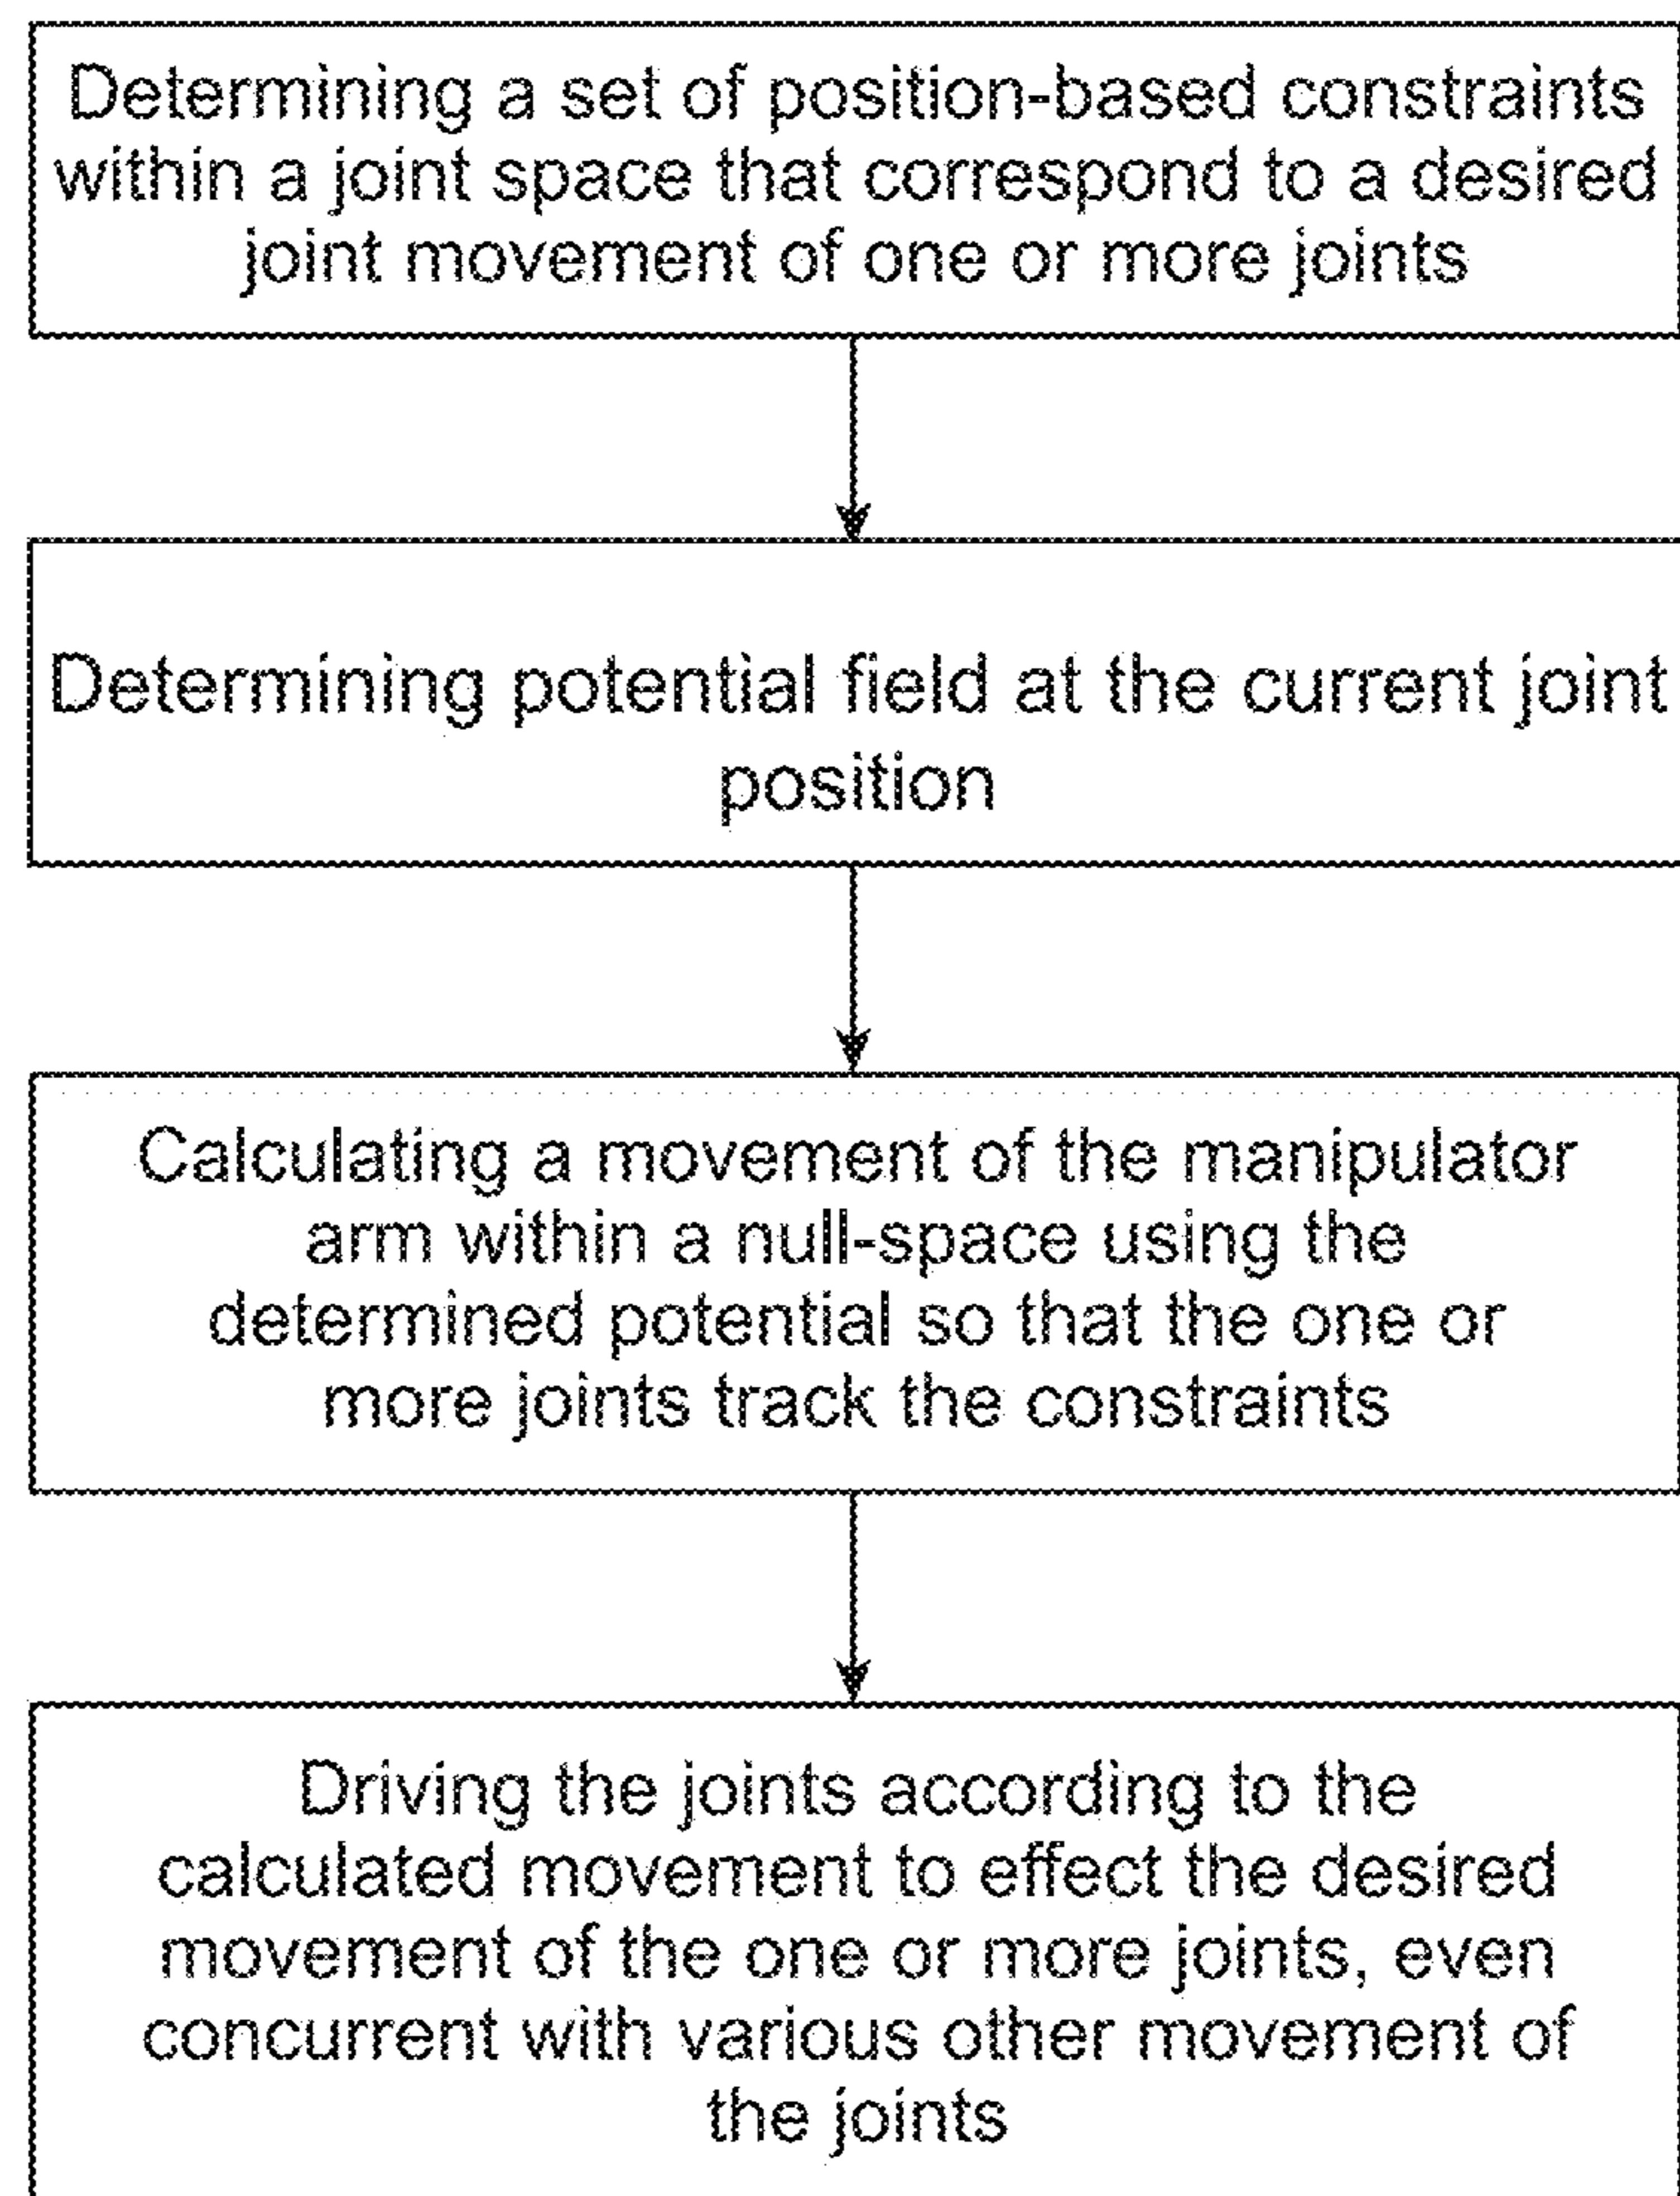 Determining a set of position-based constraints
within a joint space that correspond to a desired
joint movement of one or more joints
Determining potential field at the current joint
position
Calculating a movement of the manipulator
arm within a null-space using the
determined potential so that the one or
more joints track the constraints
Driving the joints according to the
calculated movement to effect the desired
movement of the one or more joints, even
concurrent with various other movement of
the joints